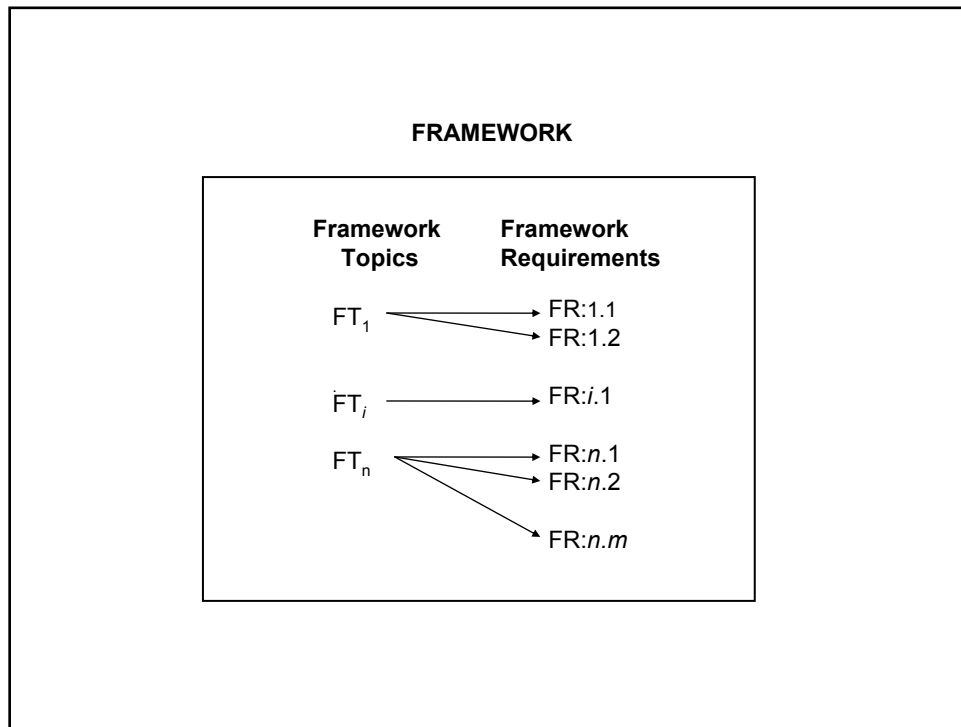 FRAMEWORK
Framework Topics
Framework Requirements
FT₁
FR:1.1
FR:1.2
FTᵢ
FR:i.1
FTₙ
FR:n.1
FR:n.2
FR:n.m